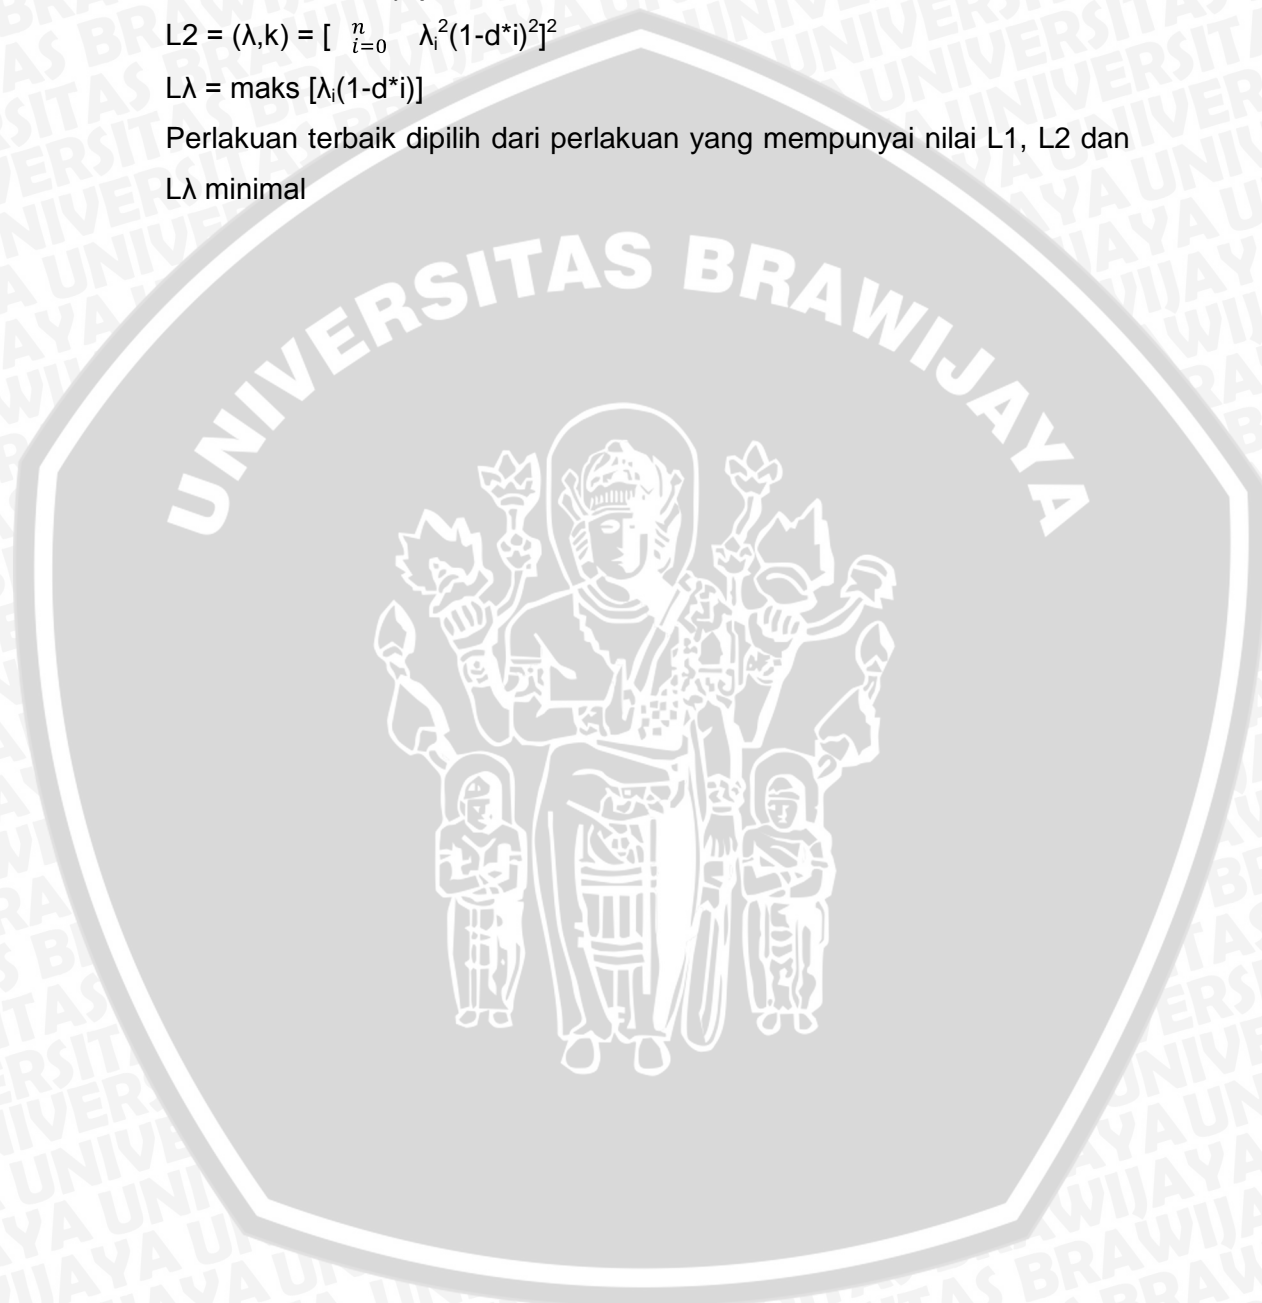 L2 = (λ,k) = [ ⁿᵢ₌₀ λᵢ²(1-d*i)²]²
Lλ = maks [λᵢ(1-d*i)]
Perlakuan terbaik dipilih dari perlakuan yang mempunyai nilai L1, L2 dan
Lλ minimal
UNIVERSITAS BRAWIJAYA